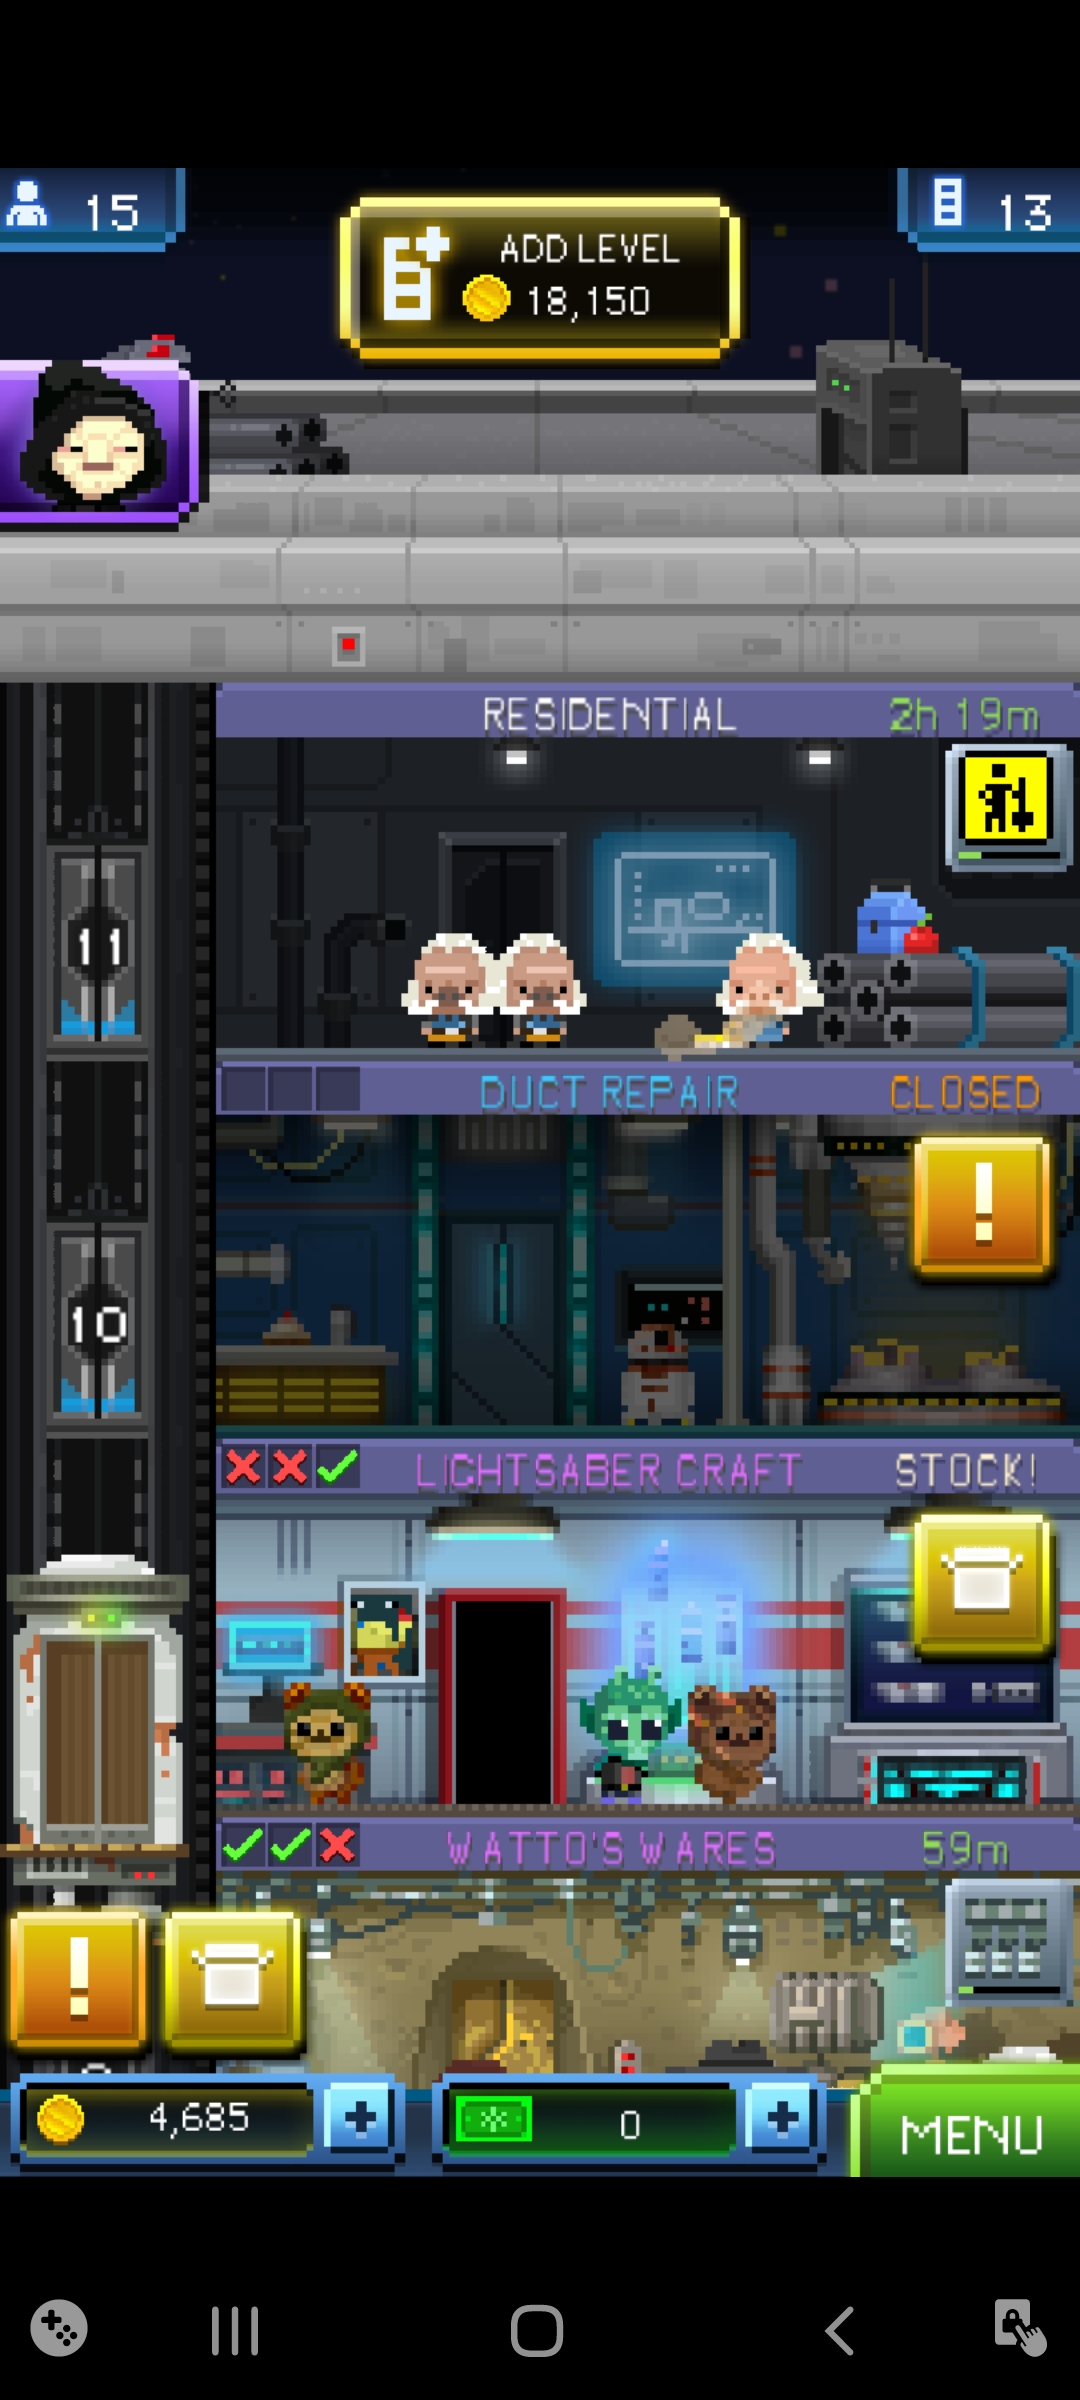 15
ADD LEVEL
18,150
13
RESIDENTIAL 2h 19m
11
DUCT REPAIR CLOSED
!
10
LIGHTSABER CRAFT STOCK!
WATTO'S WARES 59m
!
4,685
0
MENU